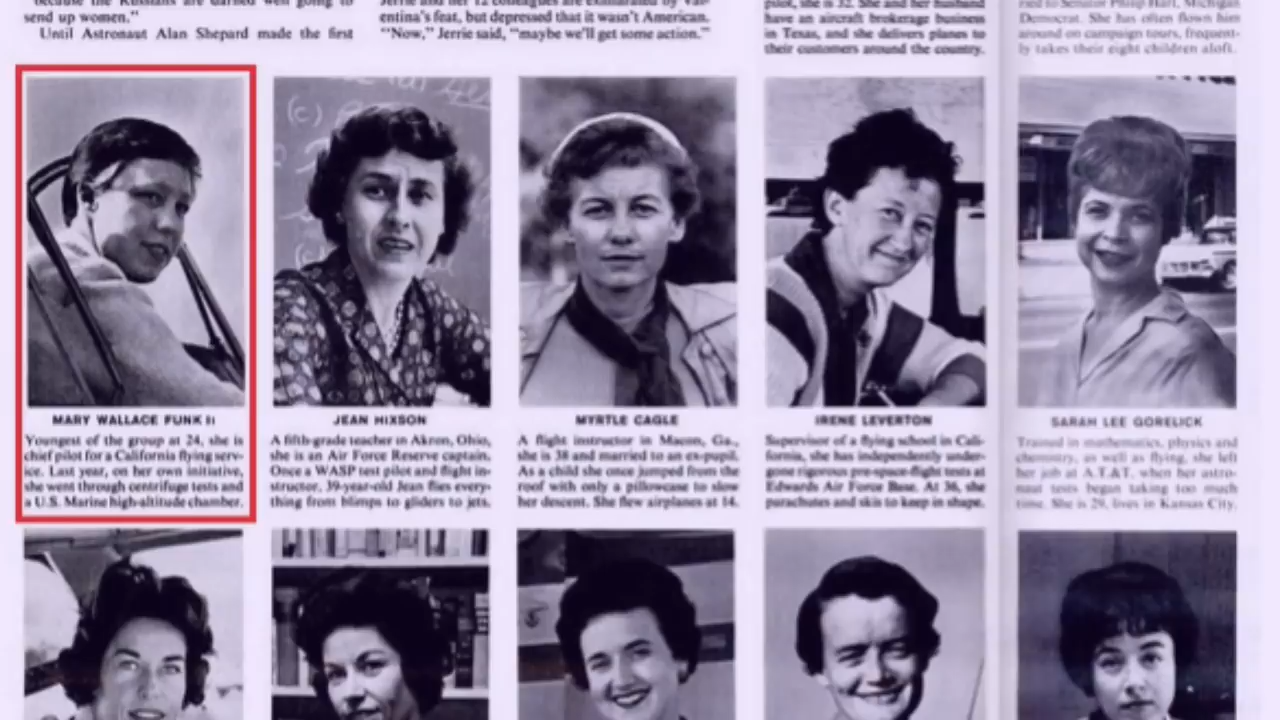 because the Russians are damned well going to
send up women."
Until Astronaut Alan Shepard made the first
Jerrie and her 12 colleagues are exhilarated by Val-
entina's feat, but depressed that it wasn't American.
"Now," Jerrie said, "maybe we'll get some action."
pilot, she is 32. She and her husband
have an aircraft brokerage business
in Texas, and she delivers planes to
their customers around the country.
ried to Senator Philip Hart, Michigan
Democrat. She has often flown him
around on campaign tours, frequent-
ly takes their eight children aloft.
(c)
MARY WALLACE FUNK II
Youngest of the group at 24, she is
chief pilot for a California flying serv-
ice. Last year, on her own initiative,
she went through centrifuge tests and
a U.S. Marine high-altitude chamber.
JEAN HIXSON
A fifth-grade teacher in Akron, Ohio,
she is an Air Force Reserve captain.
Once a WASP test pilot and flight in-
structor, 39-year-old Jean flies every-
thing from blimps to gliders to jets.
MYRTLE CAGLE
A flight instructor in Macon, Ga.,
she is 38 and married to an ex-pupil.
As a child she once jumped from the
roof with only a pillowcase to slow
her descent. She flew airplanes at 14.
IRENE LEVERTON
Supervisor of a flying school in Cali-
fornia, she has independently under-
gone rigorous pre-space-flight tests at
Edwards Air Force Base. At 36, she
parachutes and skis to keep in shape.
SARAH LEE GORELICK
Trained in mathematics, physics and
chemistry, as well as flying, she left
her job at A.T.&T. when her astro-
naut tests began taking too much
time. She is 29, lives in Kansas City.